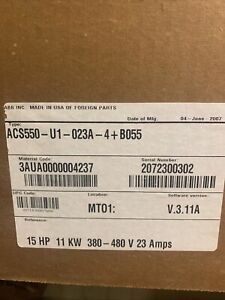 ABB INC. MADE IN USA OF FOREIGN PARTS
Date of Mfg. 04-June-2007
Type:
ACS550-U1-023A-4+B055
Material Code: Serial Number:
3AUA0000004237 2072300302
UPC Code: Location: Software version:
MTO1: V.3.11A
Reference:
15 HP 11 KW 380-480 V 23 Amps